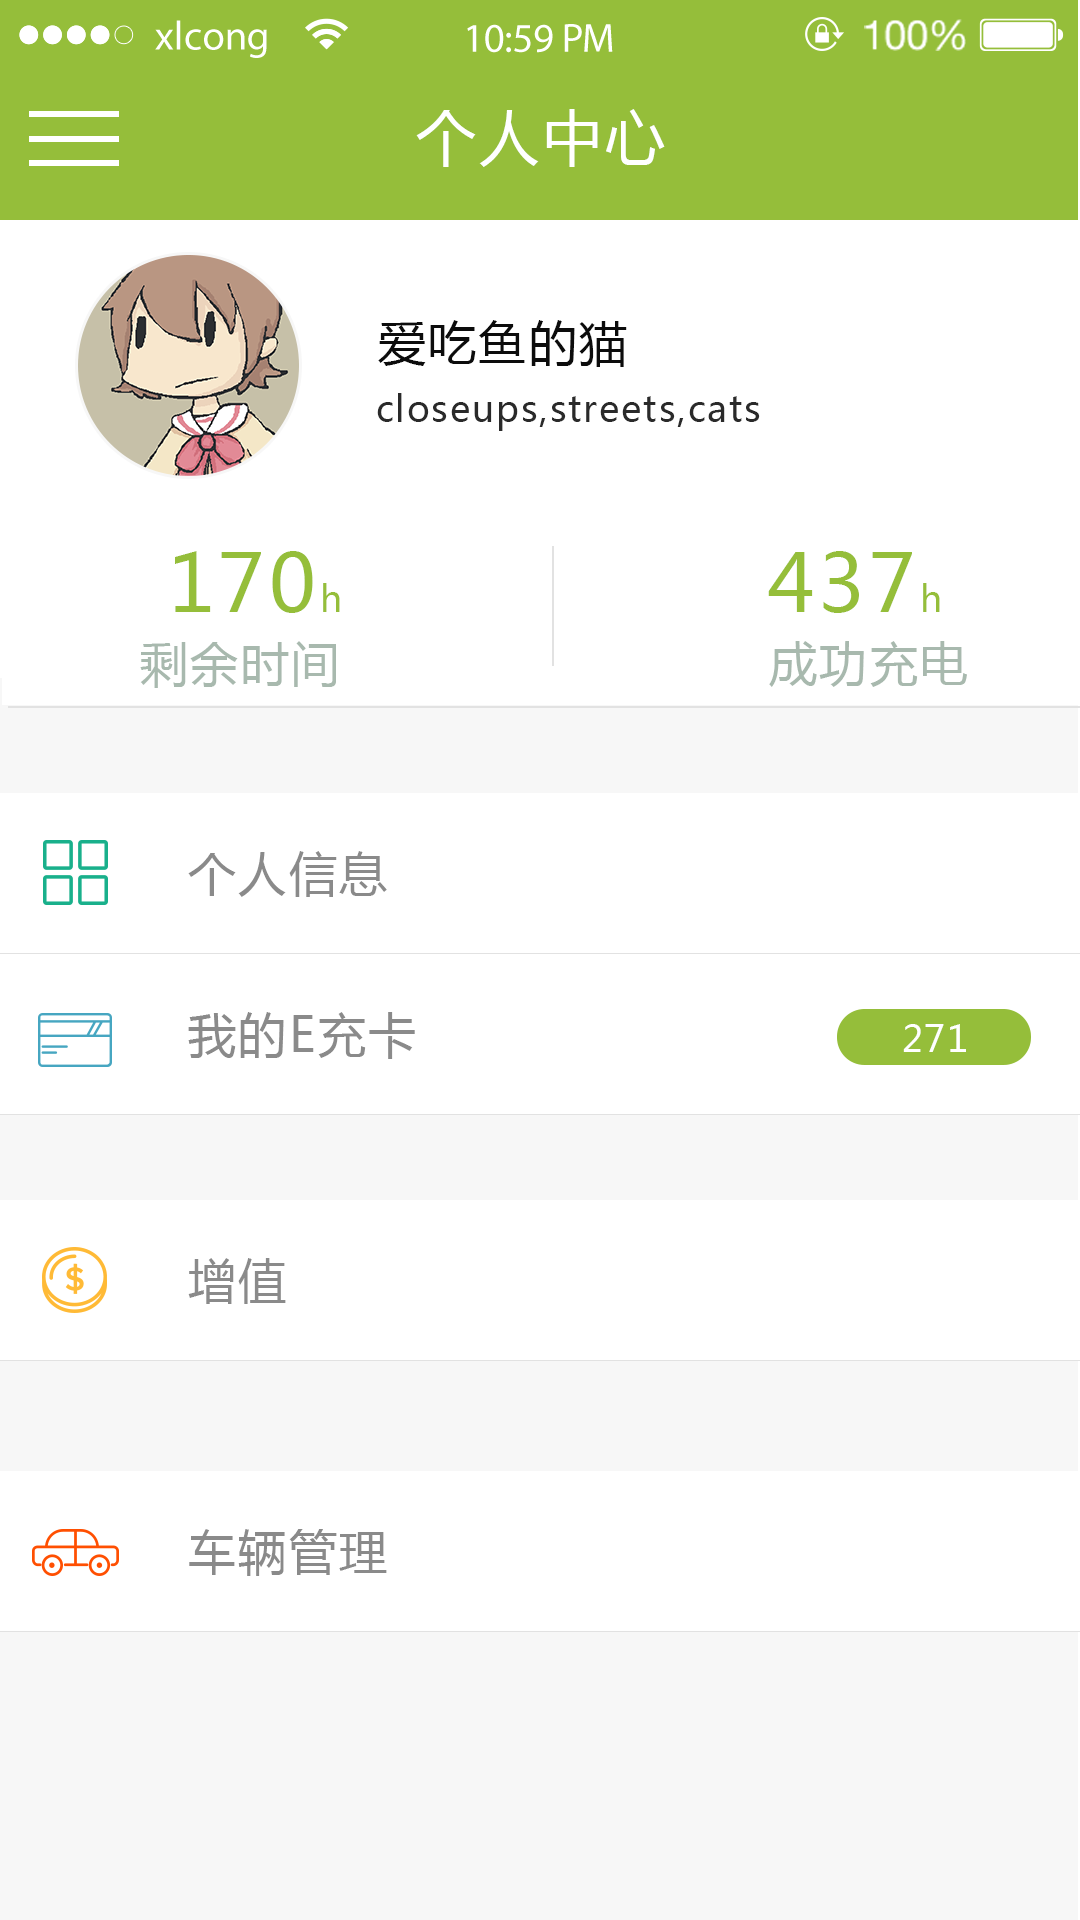 xlcong 10:59 PM 100%
个人中心
爱吃鱼的猫
closeups,streets,cats
170h 437h
剩余时间 成功充电
个人信息
我的E充卡 271
增值
车辆管理